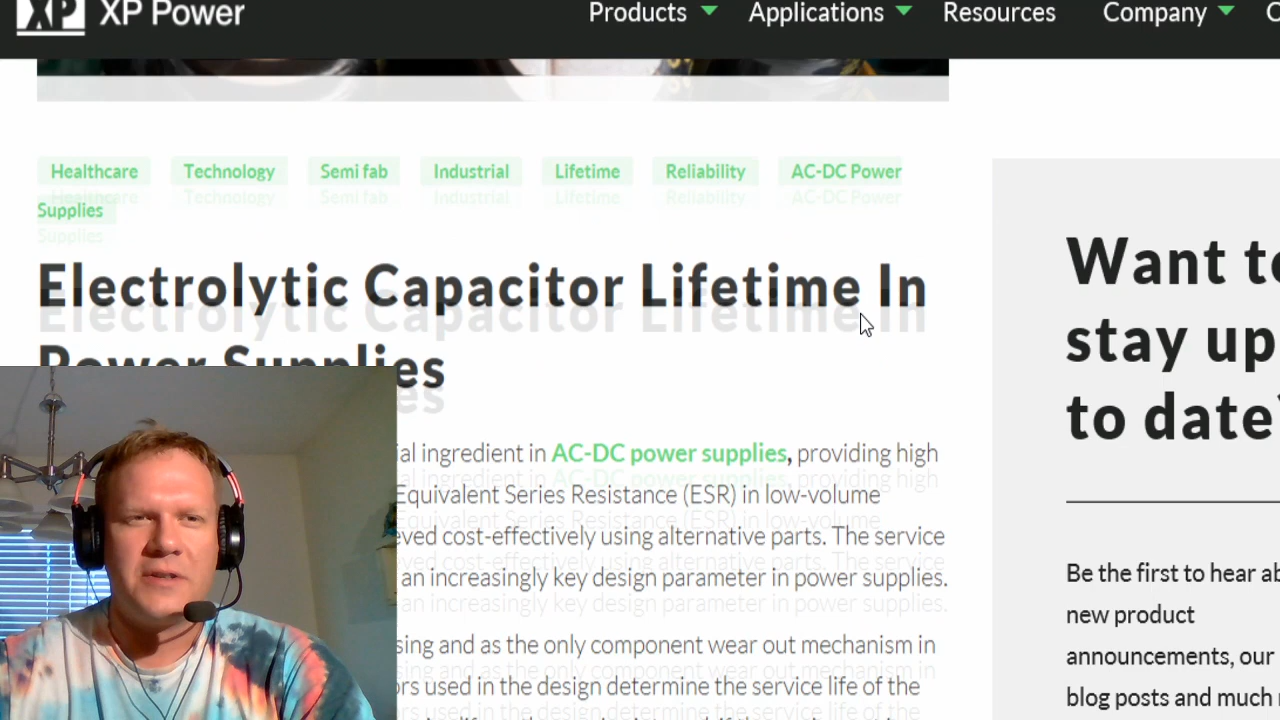 XP XP Power
Products Applications Resources Company
Healthcare Technology Semi fab Industrial Lifetime Reliability AC-DC Power
Supplies
Electrolytic Capacitor Lifetime In
Power Supplies
ial ingredient in AC-DC power supplies, providing high
Equivalent Series Resistance (ESR) in low-volume
eved cost-effectively using alternative parts. The service
an increasingly key design parameter in power supplies.
sing and as the only component wear out mechanism in
ors used in the design determine the service life of the
Want to
stay up
to date?
Be the first to hear ab
new product
announcements, our
blog posts and much